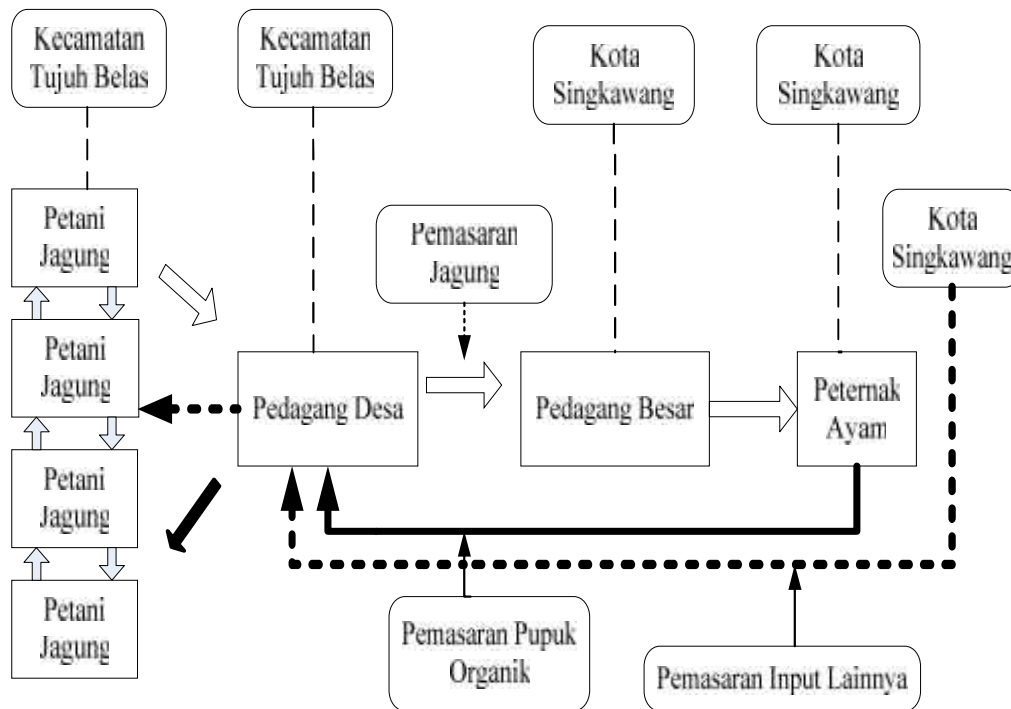 Kecamatan
Tujuh Belas
Kecamatan
Tujuh Belas
Kota
Singkawang
Kota
Singkawang
Petani
Jagung
Pemasaran
Jagung
Kota
Singkawang
Petani
Jagung
Pedagang Desa
Pedagang Besar
Peternak
Ayam
Petani
Jagung
Petani
Jagung
Pemasaran Pupuk
Organik
Pemasaran Input Lainnya